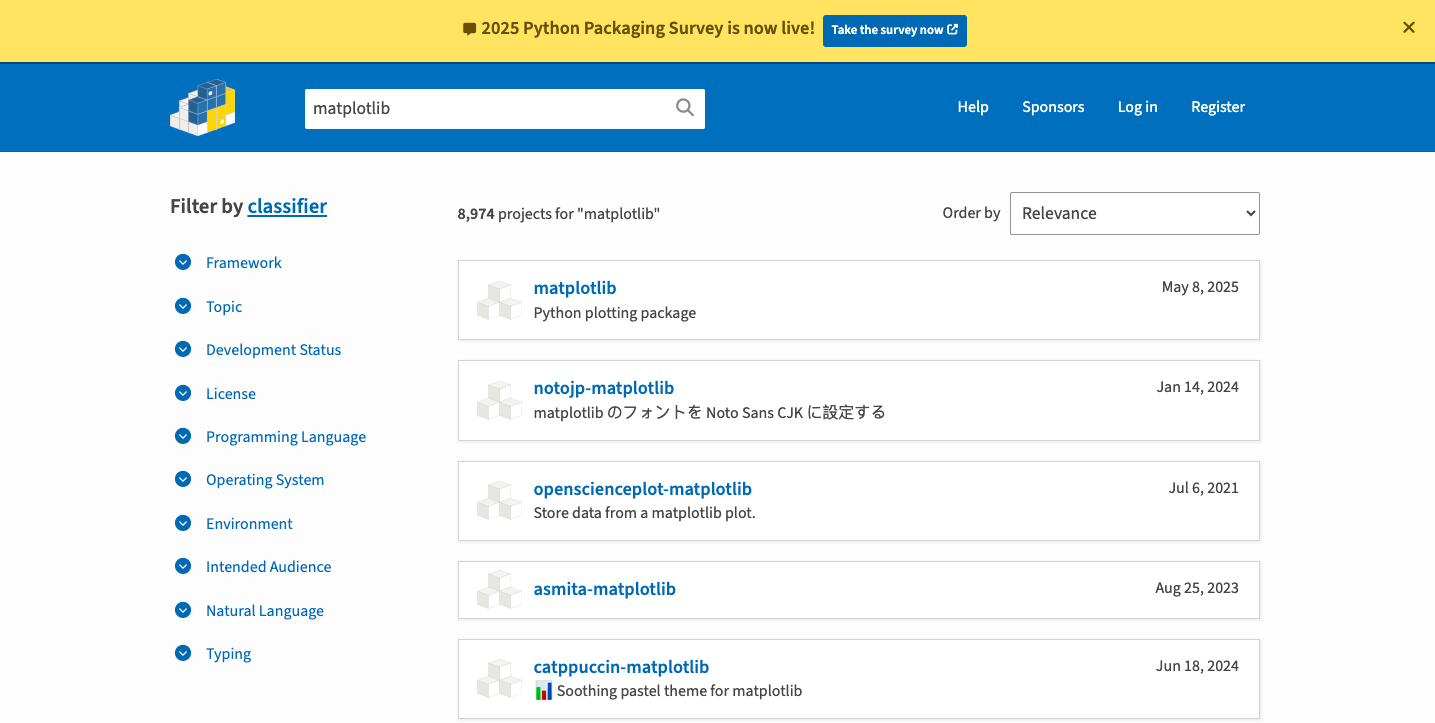 2025 Python Packaging Survey is now live! Take the survey now
matplotlib
Help Sponsors Log in Register
Filter by classifier
Framework
Topic
Development Status
License
Programming Language
Operating System
Environment
Intended Audience
Natural Language
Typing
8,974 projects for "matplotlib"
Order by Relevance
matplotlib May 8, 2025
Python plotting package
notojp-matplotlib Jan 14, 2024
matplotlib のフォントを Noto Sans CJK に設定する
openscienceplot-matplotlib Jul 6, 2021
Store data from a matplotlib plot.
asmita-matplotlib Aug 25, 2023
catppuccin-matplotlib Jun 18, 2024
📊 Soothing pastel theme for matplotlib